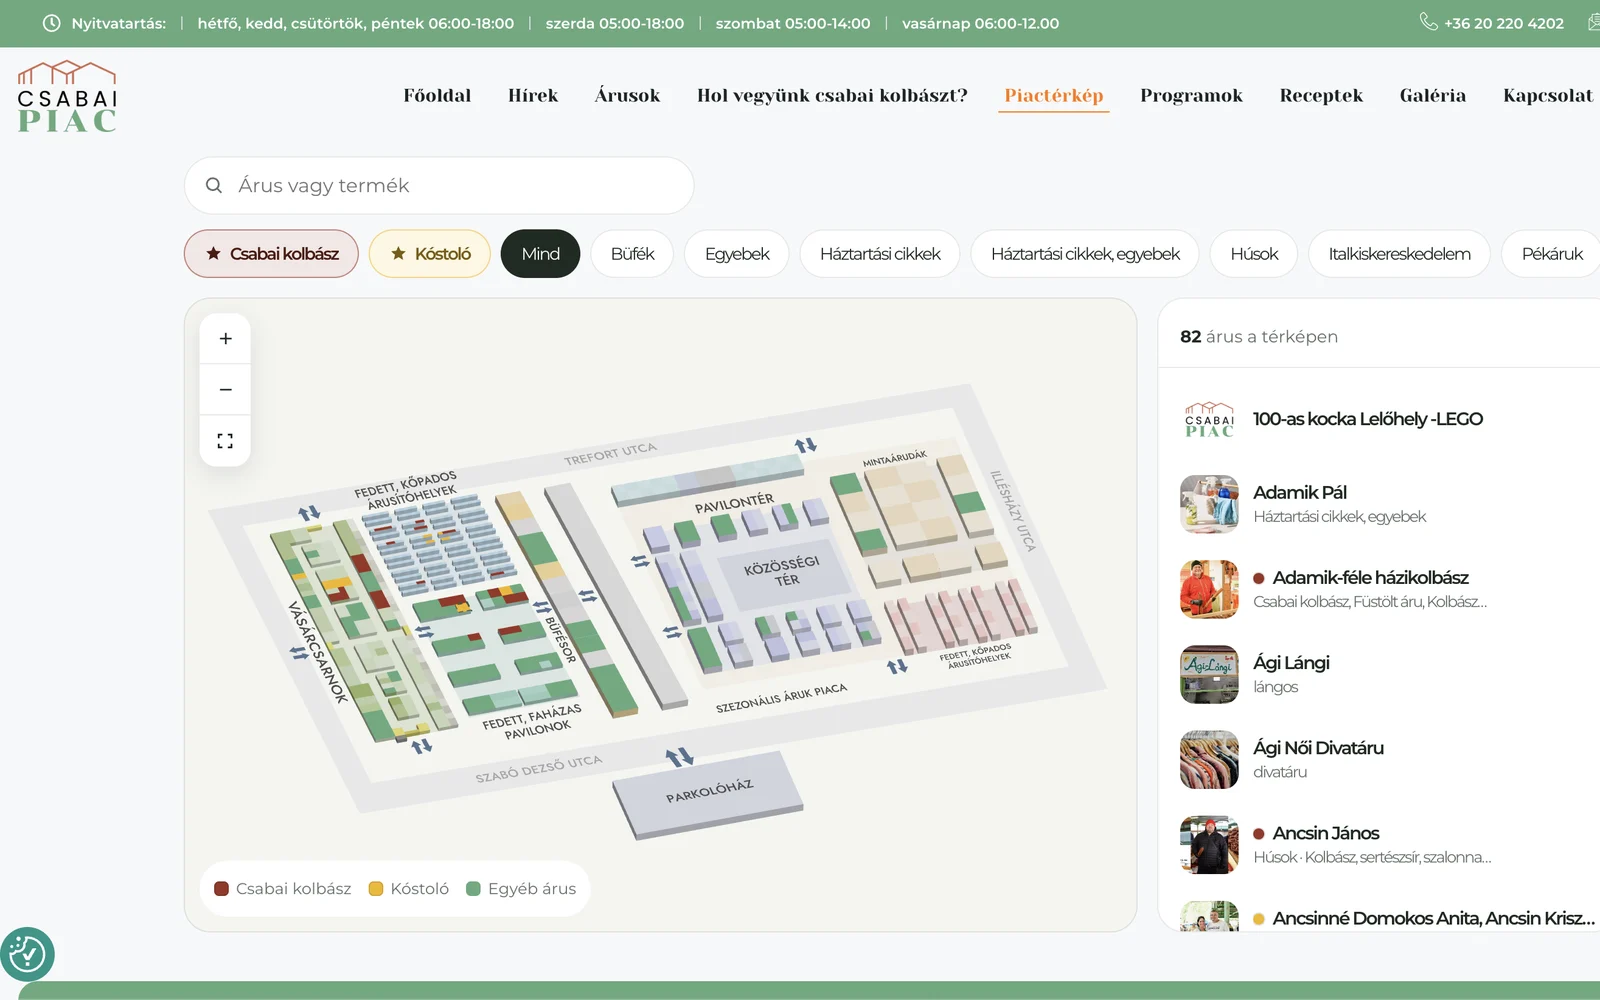 Nyitvatartás: | hétfő, kedd, csütörtök, péntek 06:00-18:00 | szerda 05:00-18:00 | szombat 05:00-14:00 | vasárnap 06:00-12.00
+36 20 220 4202
CSABAI
PIAC
Főoldal
Hírek
Árusok
Hol vegyünk csabai kolbászt?
Piactérkép
Programok
Receptek
Galéria
Kapcsolat
Árus vagy termék
Csabai kolbász
Kóstoló
Mind
Büfék
Egyebek
Háztartási cikkek
Háztartási cikkek, egyebek
Húsok
Italkiskereskedelem
Pékáruk
+
−
TREFORT UTCA
FEDETT, KŐPADOS
ÁRUSÍTÓHELYEK
MINTAÁRUDÁK
PAVILONTÉR
ILLÉSHÁZY UTCA
KÖZÖSSÉGI
TÉR
VÁSÁRCSARNOK
BÜFÉSOR
FEDETT, KŐPADOS
ÁRUSÍTÓHELYEK
SZEZONÁLIS ÁRUK PIACA
FEDETT, FAHÁZAS
PAVILONOK
SZABÓ DEZSŐ UTCA
PARKOLÓHÁZ
Csabai kolbász
Kóstoló
Egyéb árus
82 árus a térképen
CSABAI
PIAC
100-as kocka Lelőhely -LEGO
Adamik Pál
Háztartási cikkek, egyebek
Adamik-féle házikolbász
Csabai kolbász, Füstölt áru, Kolbász...
Ági Lángi
Ági Lángi
lángos
Ági Női Divatáru
divatáru
Ancsin János
Húsok · Kolbász, sertészsír, szalonna...
Ancsinné Domokos Anita, Ancsin Krisz...